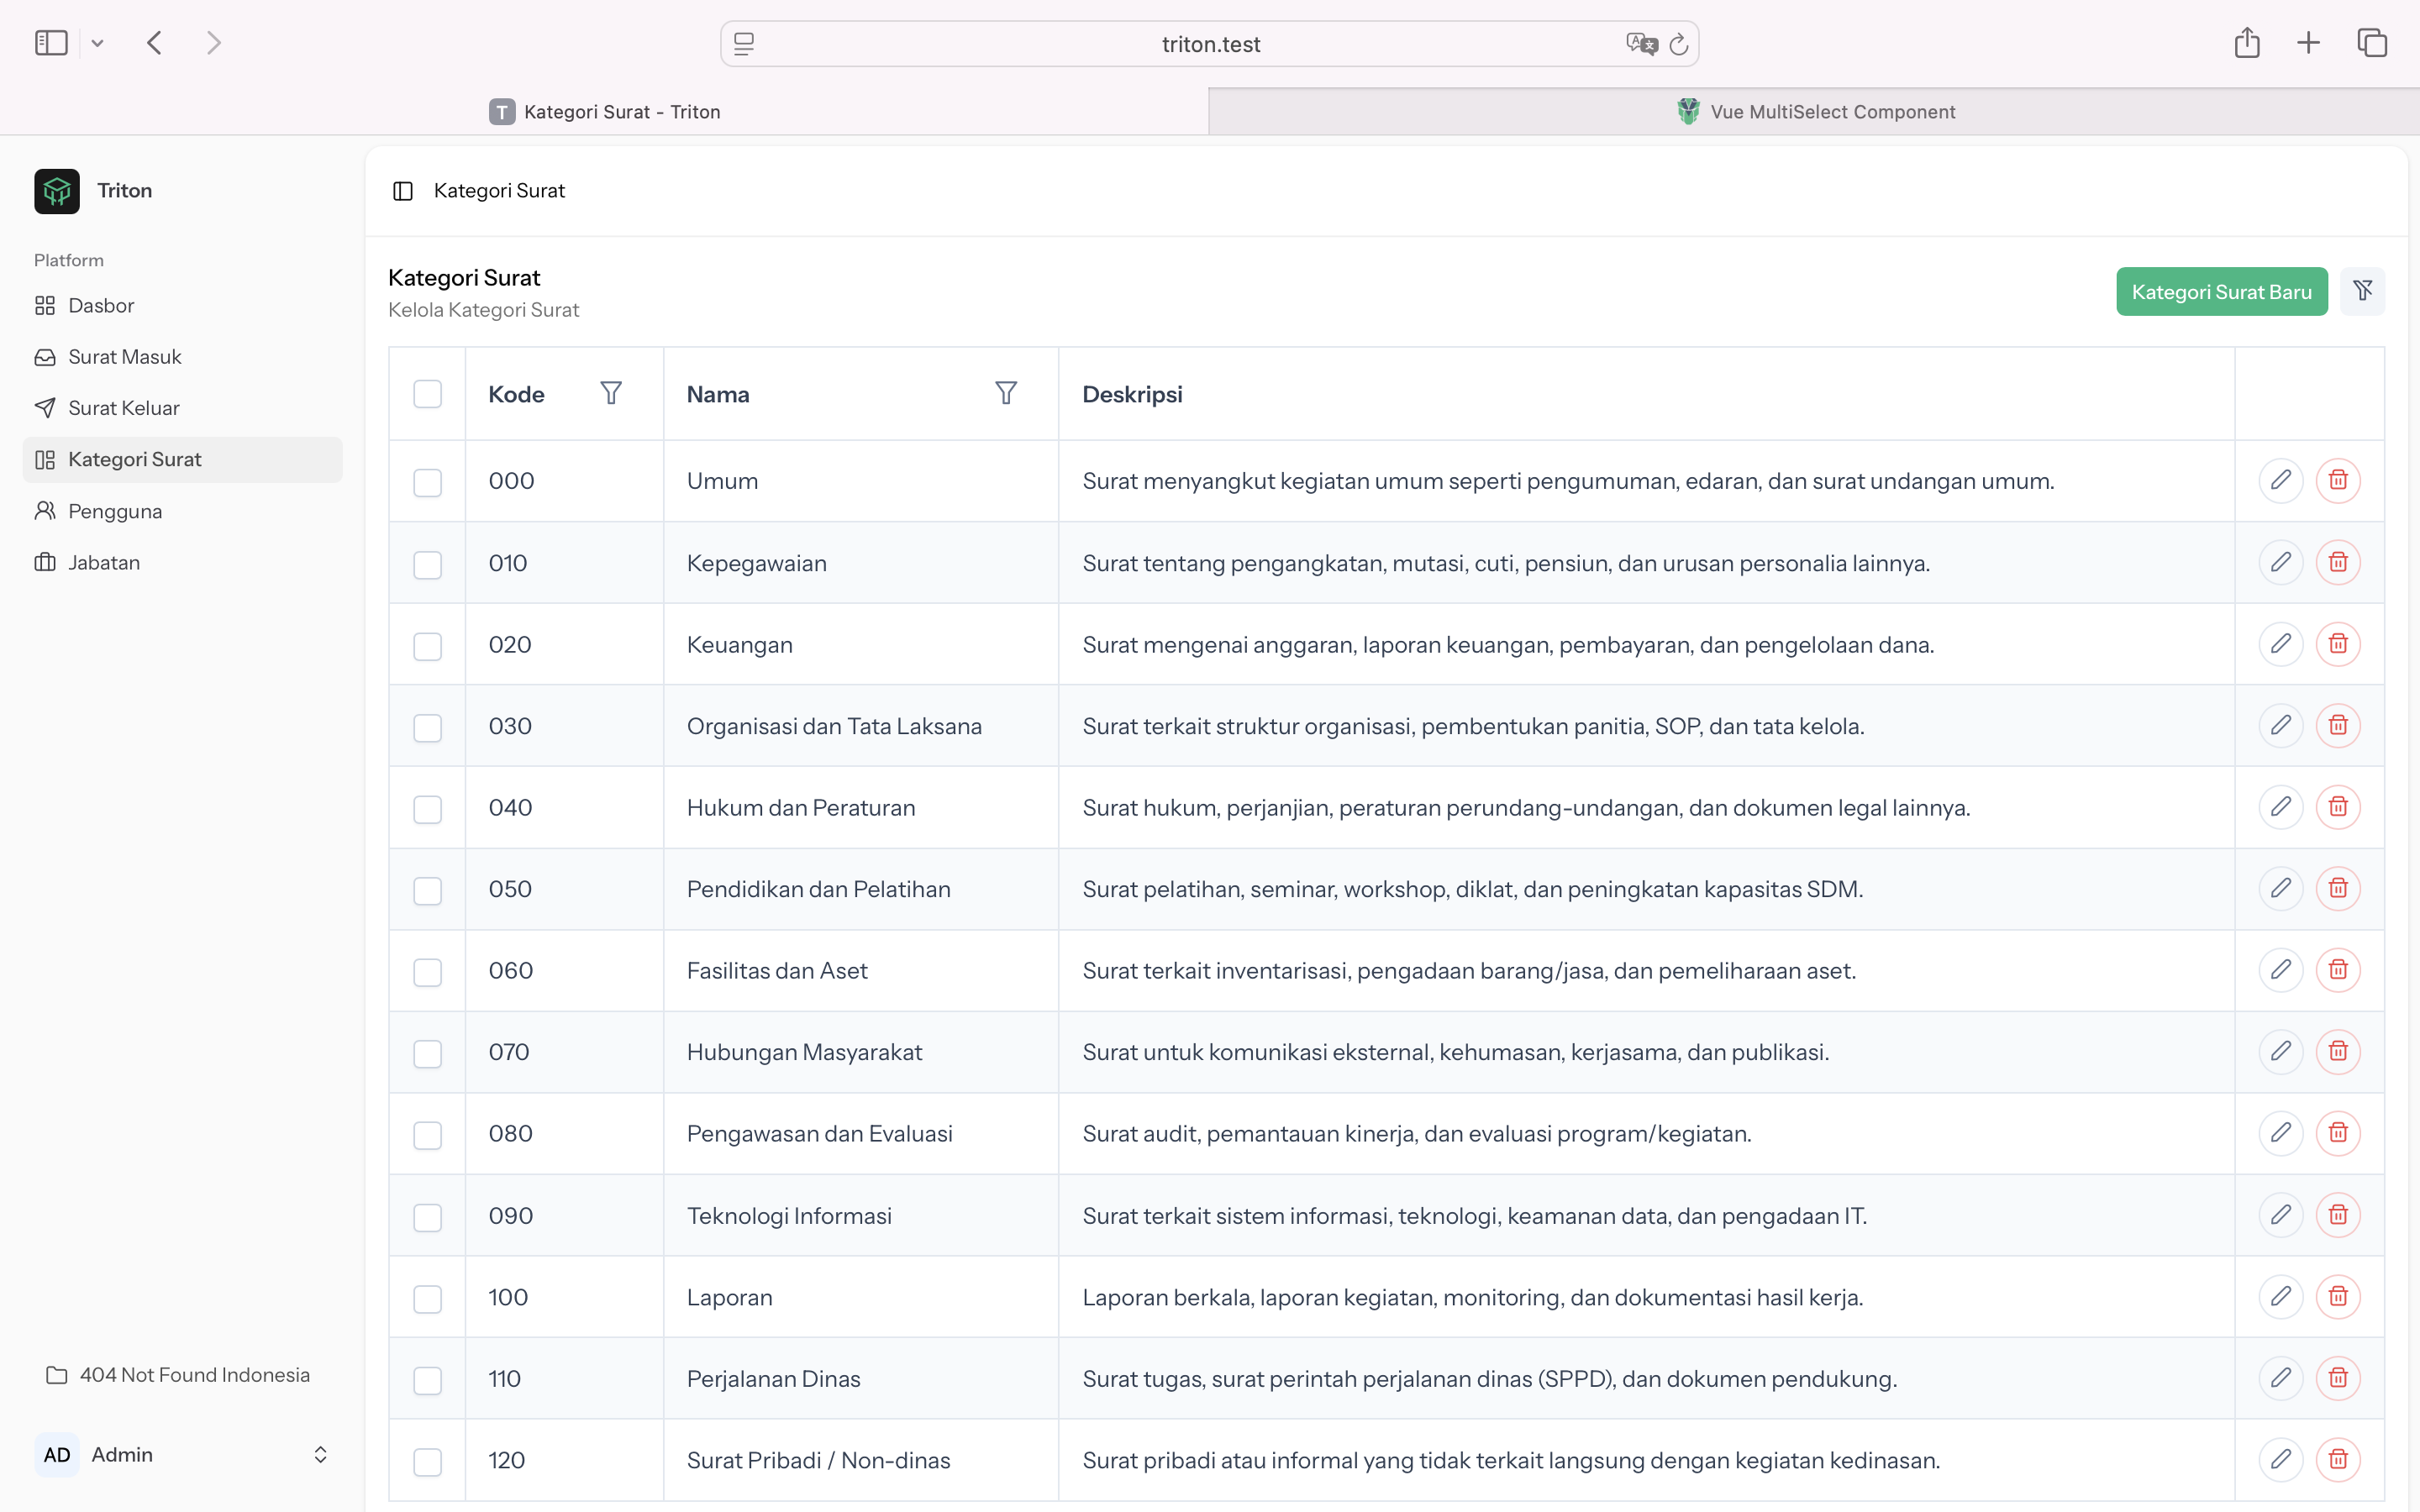 triton.test
T Kategori Surat - Triton
Vue MultiSelect Component
Triton
Platform
Dasbor
Surat Masuk
Surat Keluar
Kategori Surat
Pengguna
Jabatan
404 Not Found Indonesia
AD Admin
Kategori Surat
Kategori Surat
Kelola Kategori Surat
Kategori Surat Baru
Kode Nama Deskripsi
000 Umum Surat menyangkut kegiatan umum seperti pengumuman, edaran, dan surat undangan umum.
010 Kepegawaian Surat tentang pengangkatan, mutasi, cuti, pensiun, dan urusan personalia lainnya.
020 Keuangan Surat mengenai anggaran, laporan keuangan, pembayaran, dan pengelolaan dana.
030 Organisasi dan Tata Laksana Surat terkait struktur organisasi, pembentukan panitia, SOP, dan tata kelola.
040 Hukum dan Peraturan Surat hukum, perjanjian, peraturan perundang-undangan, dan dokumen legal lainnya.
050 Pendidikan dan Pelatihan Surat pelatihan, seminar, workshop, diklat, dan peningkatan kapasitas SDM.
060 Fasilitas dan Aset Surat terkait inventarisasi, pengadaan barang/jasa, dan pemeliharaan aset.
070 Hubungan Masyarakat Surat untuk komunikasi eksternal, kehumasan, kerjasama, dan publikasi.
080 Pengawasan dan Evaluasi Surat audit, pemantauan kinerja, dan evaluasi program/kegiatan.
090 Teknologi Informasi Surat terkait sistem informasi, teknologi, keamanan data, dan pengadaan IT.
100 Laporan Laporan berkala, laporan kegiatan, monitoring, dan dokumentasi hasil kerja.
110 Perjalanan Dinas Surat tugas, surat perintah perjalanan dinas (SPPD), dan dokumen pendukung.
120 Surat Pribadi / Non-dinas Surat pribadi atau informal yang tidak terkait langsung dengan kegiatan kedinasan.